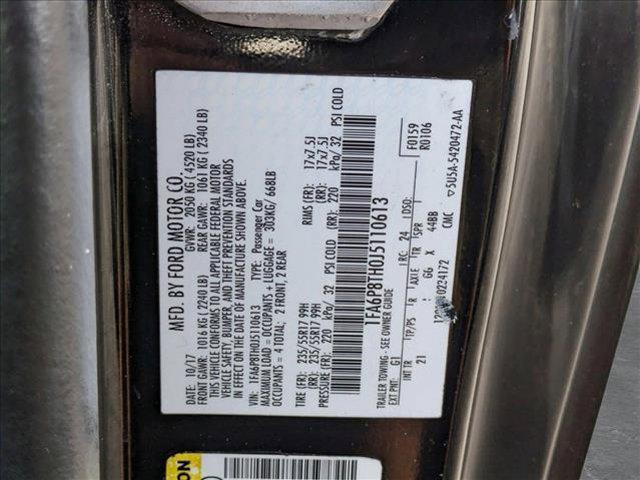 MFD. BY FORD MOTOR CO.
DATE: 10/17 GVWR: 2050 KG (4520 LB)
FRONT GAWR: 1016 KG (2240 LB) REAR GAWR: 1061 KG (2340 LB)
THIS VEHICLE CONFORMS TO ALL APPLICABLE FEDERAL MOTOR
VEHICLE SAFETY, BUMPER, AND THEFT PREVENTION STANDARDS
IN EFFECT ON THE DATE OF MANUFACTURE SHOWN ABOVE.
VIN: 1FA6P8TH0J5110613 TYPE: Passenger Car
MAXIMUM LOAD = OCCUPANTS + LUGGAGE = 303KG/ 668LB
OCCUPANTS = 4 TOTAL; 2 FRONT, 2 REAR
TIRE (FR): 235/55R17 99H RIMS (FR): 17x7.5J
(RR): 235/55R17 99H (RR): 17x7.5J
PRESSURE (FR): 220 kPa/ 32 PSI COLD (RR): 220 kPa/ 32 PSI COLD
1FA6P8TH0J5110613
TRAILER TOWING - SEE OWNER GUIDE
EXT PNT: G1 RC: 24 DSO: F0159
R0106
INT TR TP/PS R AXLE TR SPR
21 G6 X 44BB
10224172 CMC ▽5U5A-5420472-AA
ON